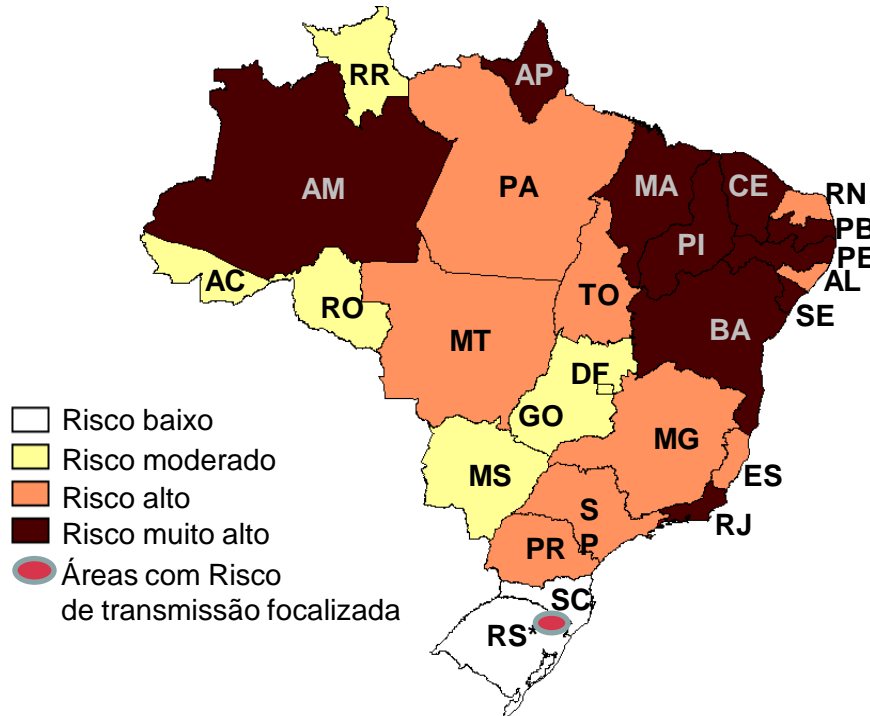 RR
AP
AM
PA
MA
CE
RN
PB
PI
PE
AL
AC
RO
TO
SE
BA
MT
DF
GO
MG
MS
ES
S
P
RJ
PR
SC
RS*
Risco baixo
Risco moderado
Risco alto
Risco muito alto
Áreas com Risco
de transmissão focalizada